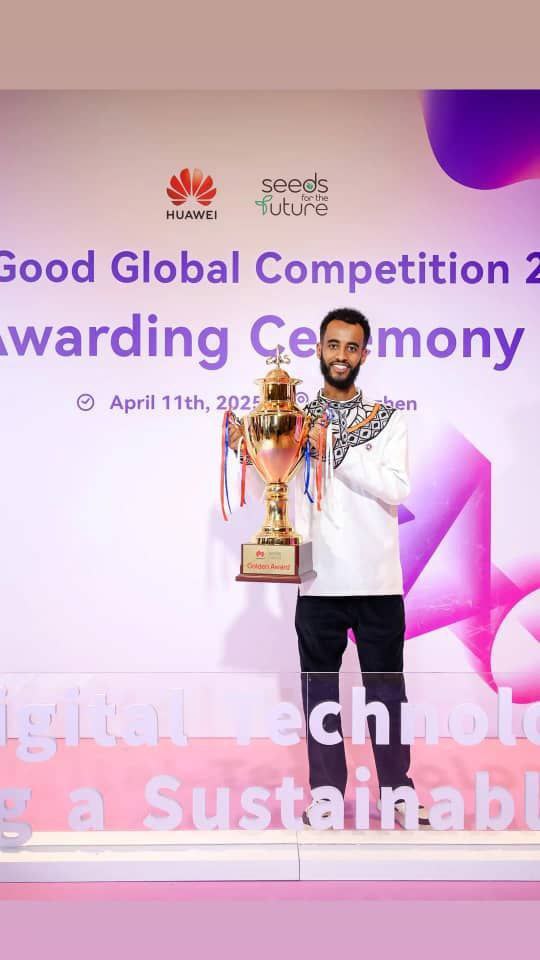 HUAWEI
seeds
for the
future
Good Global Competition 2
Awarding Ce emony
April 11th, 2025
zhen
Golden Award
igital Technolo
g a Sustainabl